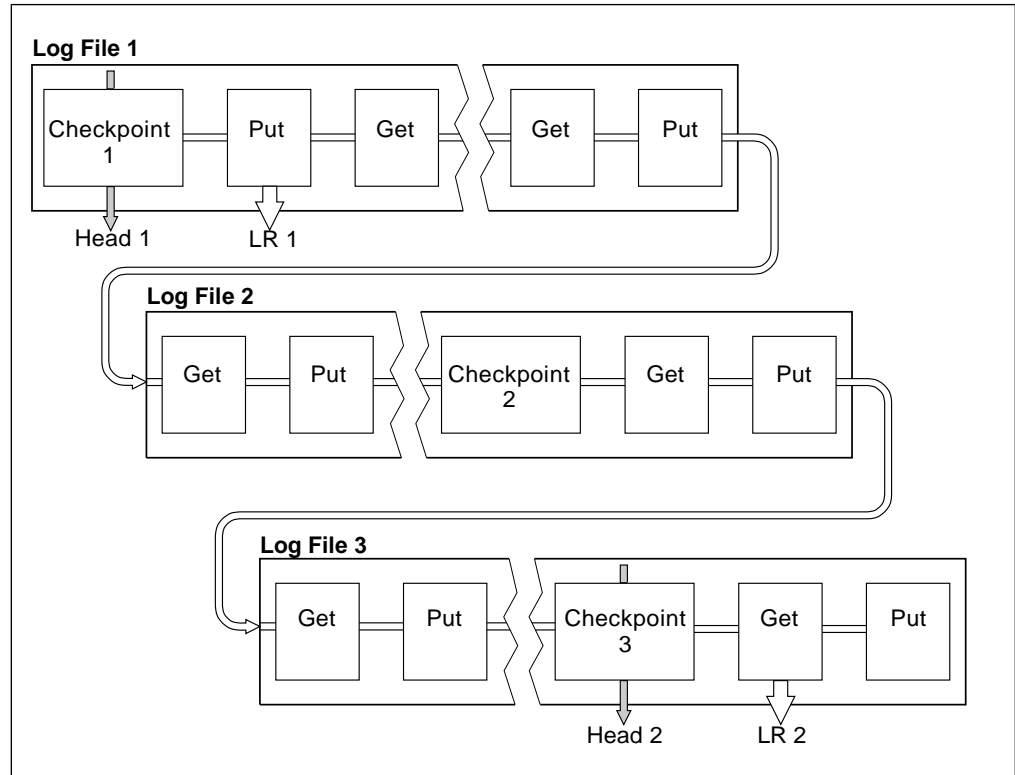 Log File 1
Checkpoint
1
Put
Get
Get
Put
Head 1
LR 1
Log File 2
Get
Put
Checkpoint
2
Get
Put
Log File 3
Get
Put
Checkpoint
3
Get
Put
Head 2
LR 2